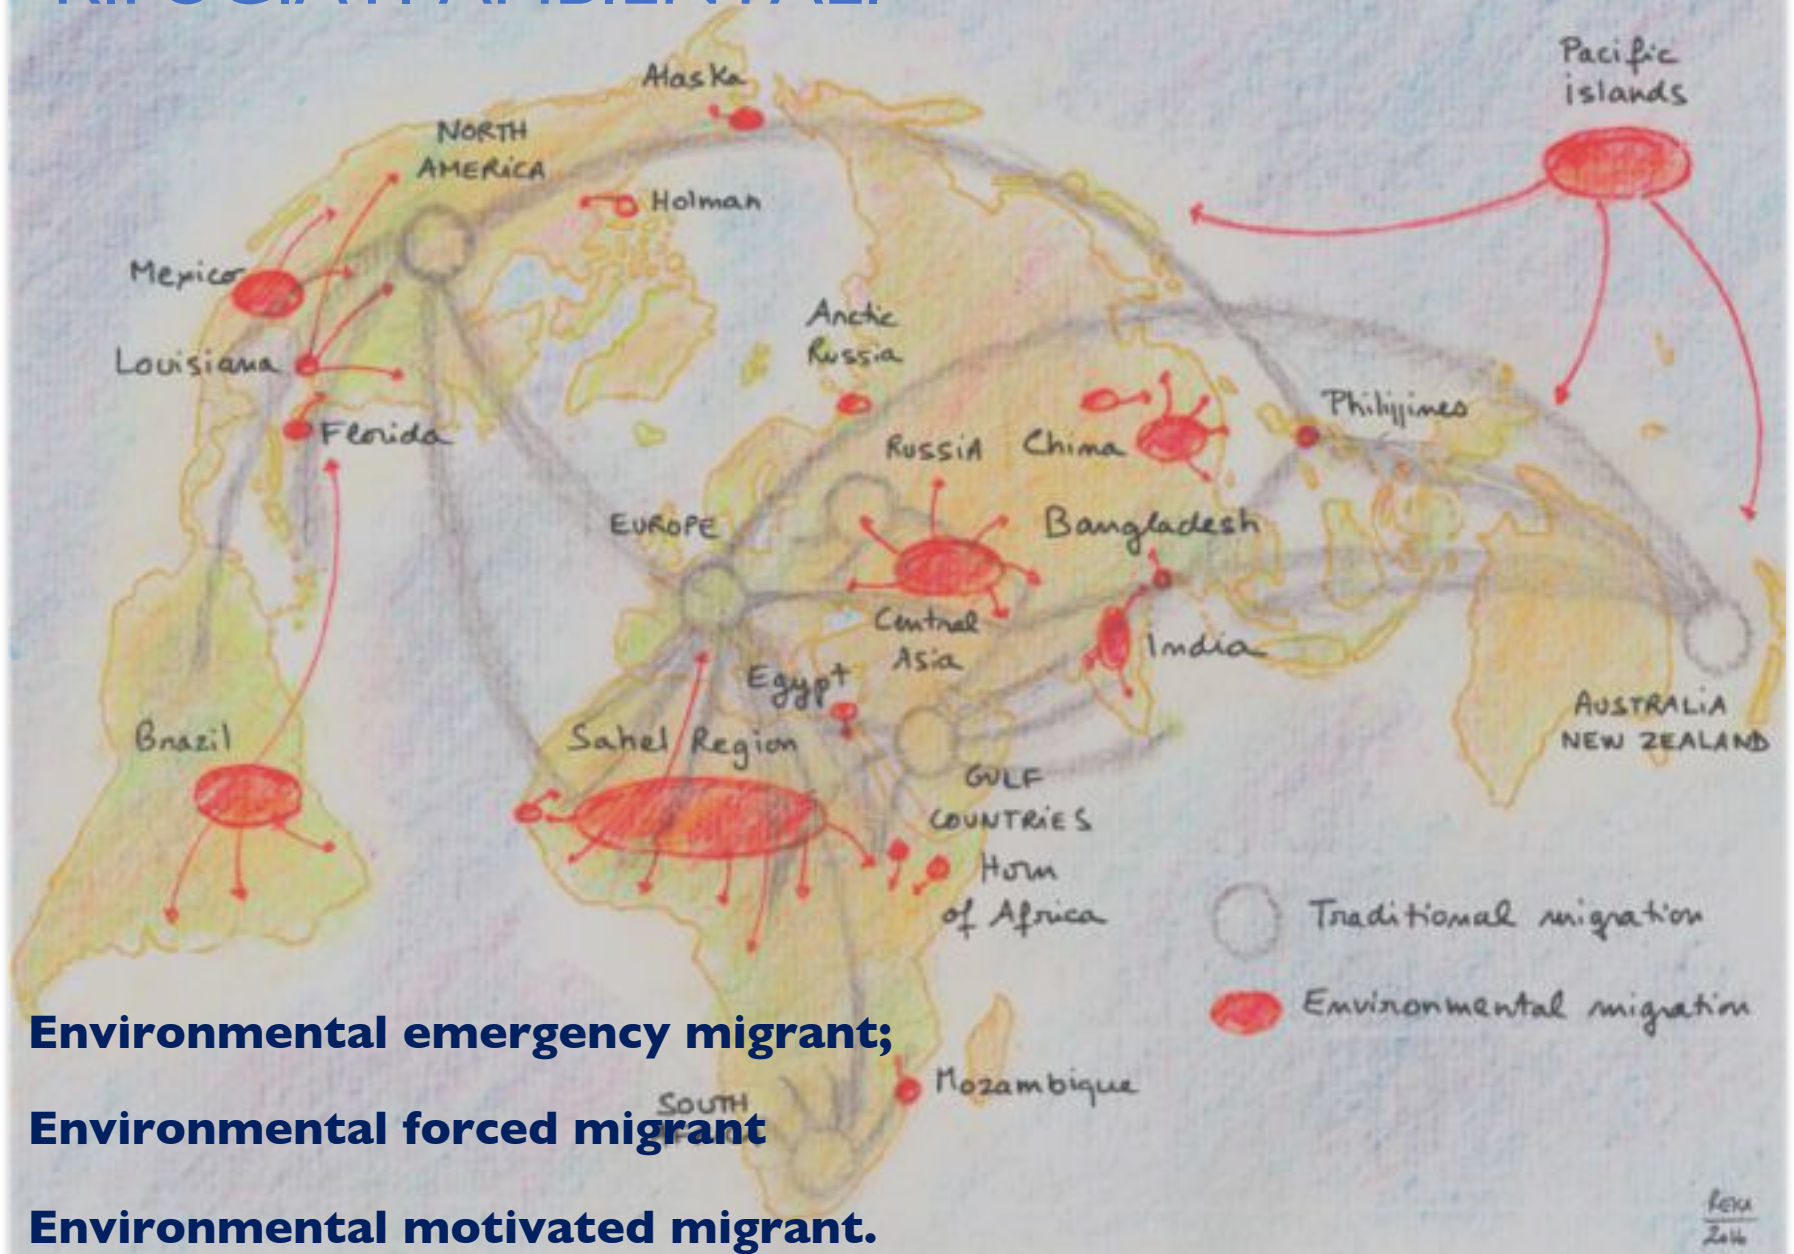 RIFUGIATI AMBIENTALI
Alaska
Pacific
islands
NORTH
AMERICA
Holman
Mexico
Arctic
Russia
Louisiana
Philippines
Florida
RUSSIA
China
EUROPE
Bangladesh
Central
Asia
India
Egypt
Brazil
Sahel Region
AUSTRALIA
NEW ZEALAND
GULF
COUNTRIES
Horn
of Africa
Traditional migration
Environmental migration
Environmental emergency migrant;
Mozambique
SOUTH
Environmental forced migrant
Environmental motivated migrant.